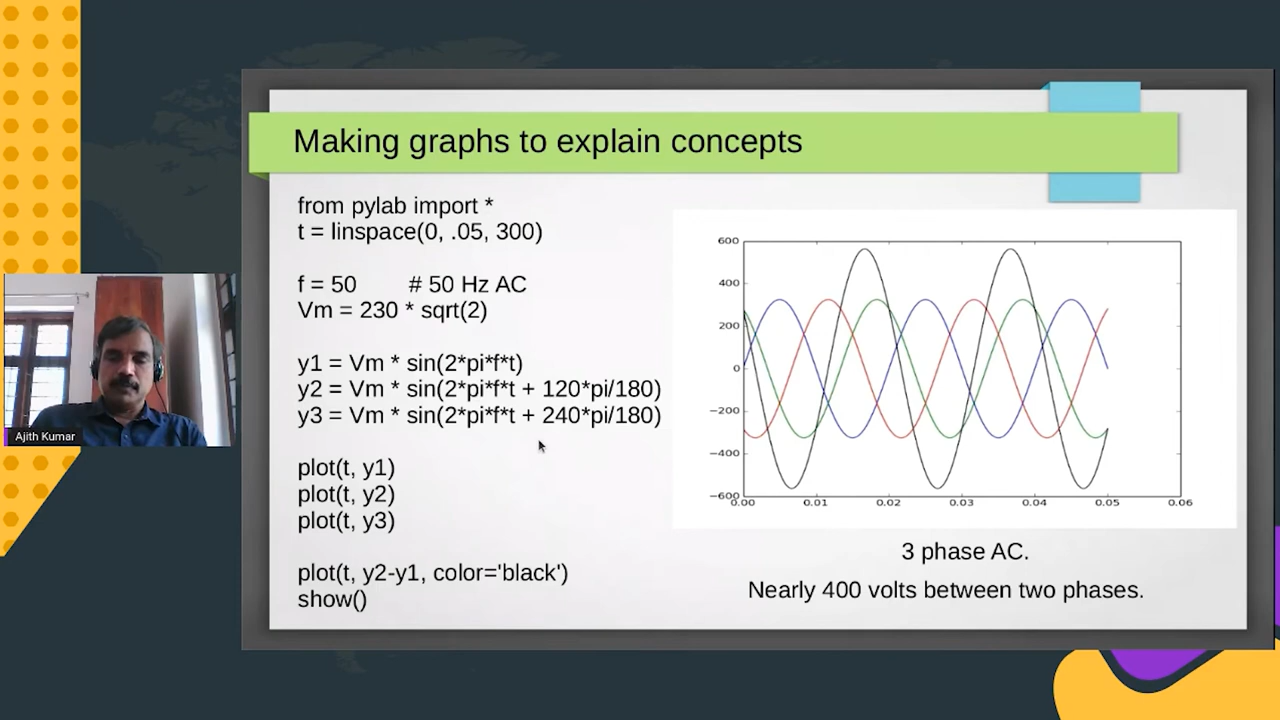 Making graphs to explain concepts
from pylab import *
t = linspace(0, .05, 300)
f = 50 # 50 Hz AC
Vm = 230 * sqrt(2)
y1 = Vm * sin(2*pi*f*t)
y2 = Vm * sin(2*pi*f*t + 120*pi/180)
y3 = Vm * sin(2*pi*f*t + 240*pi/180)
plot(t, y1)
plot(t, y2)
plot(t, y3)
plot(t, y2-y1, color='black')
show()
600
400
200
0
−200
−400
−600
0.00 0.01 0.02 0.03 0.04 0.05 0.06
3 phase AC.
Nearly 400 volts between two phases.
Ajith Kumar